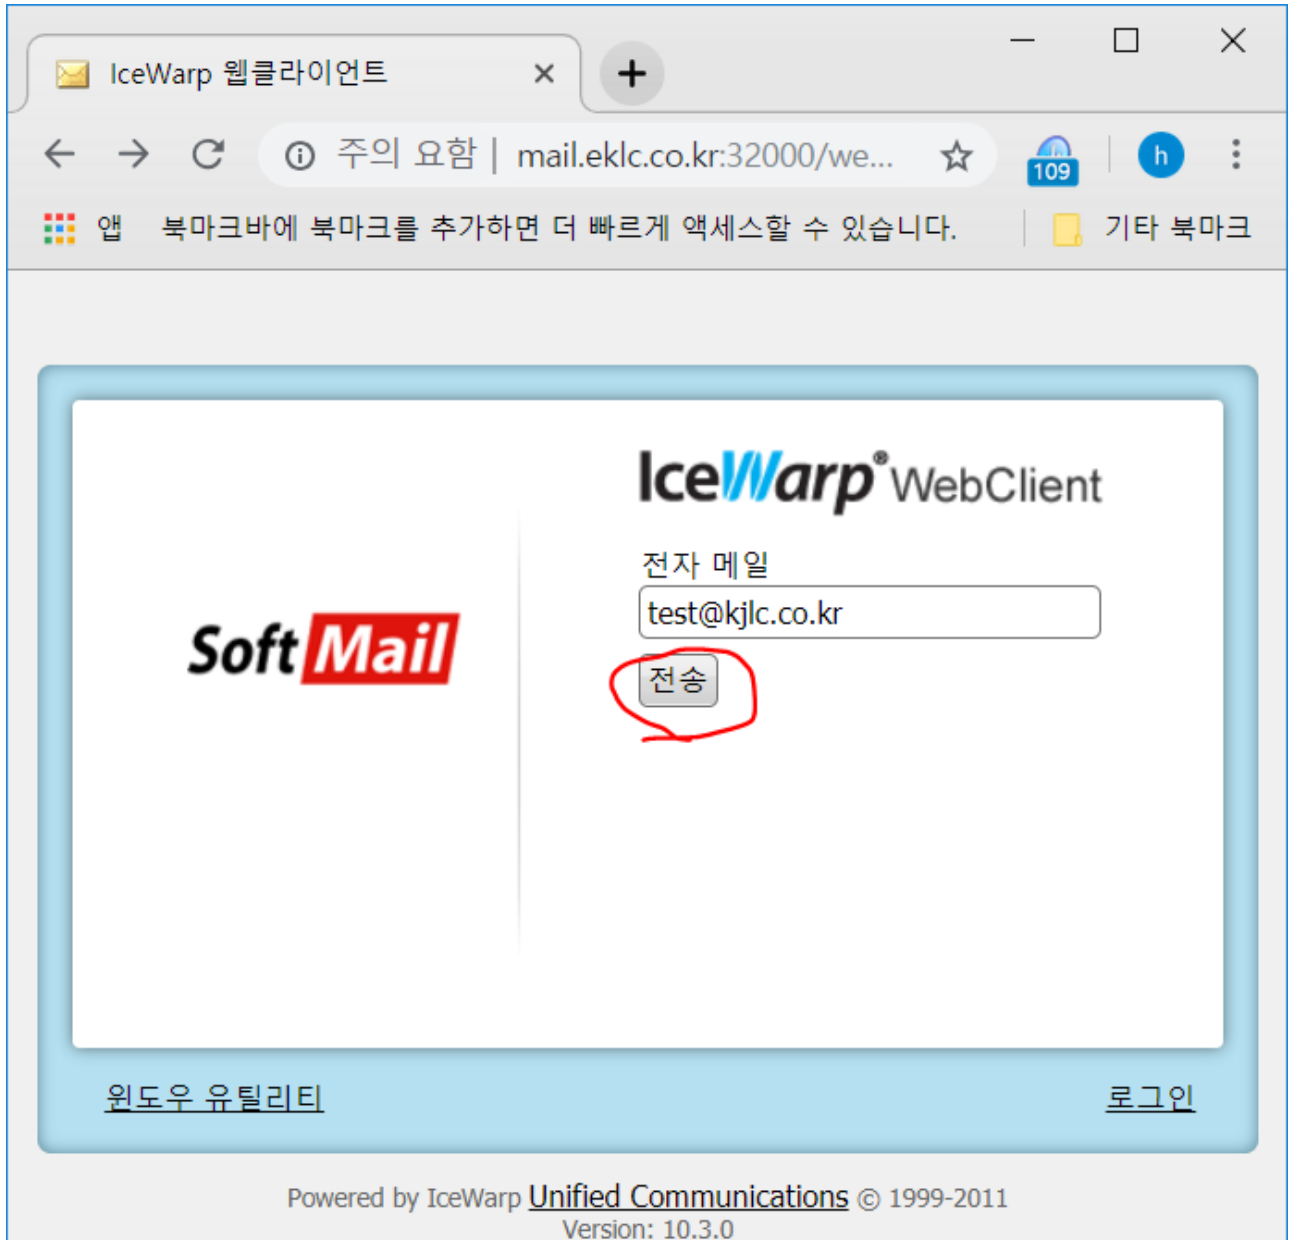 IceWarp 웹클라이언트
주의 요함 | mail.eklc.co.kr:32000/we...
109
h
앱 북마크바에 북마크를 추가하면 더 빠르게 액세스할 수 있습니다. 기타 북마크
IceWarp® WebClient
전자 메일
test@kjlc.co.kr
Soft Mail
전송
윈도우 유틸리티 로그인
Powered by IceWarp Unified Communications © 1999-2011
Version: 10.3.0